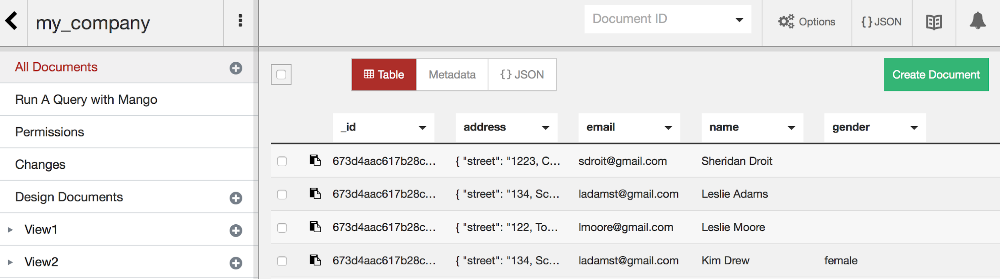 my_company
Document ID
Options
{} JSON
All Documents
Run A Query with Mango
Permissions
Changes
Design Documents
View1
View2
Table
Metadata
{} JSON
Create Document
_id address email name gender
673d4aac617b28c... { "street": "1223, C... sdroit@gmail.com Sheridan Droit
673d4aac617b28c... { "street": "134, Sc... ladamst@gmail.com Leslie Adams
673d4aac617b28c... { "street": "122, To... lmoore@gmail.com Leslie Moore
673d4aac617b28c... { "street": "134, Sc... ladamst@gmail.com Kim Drew female